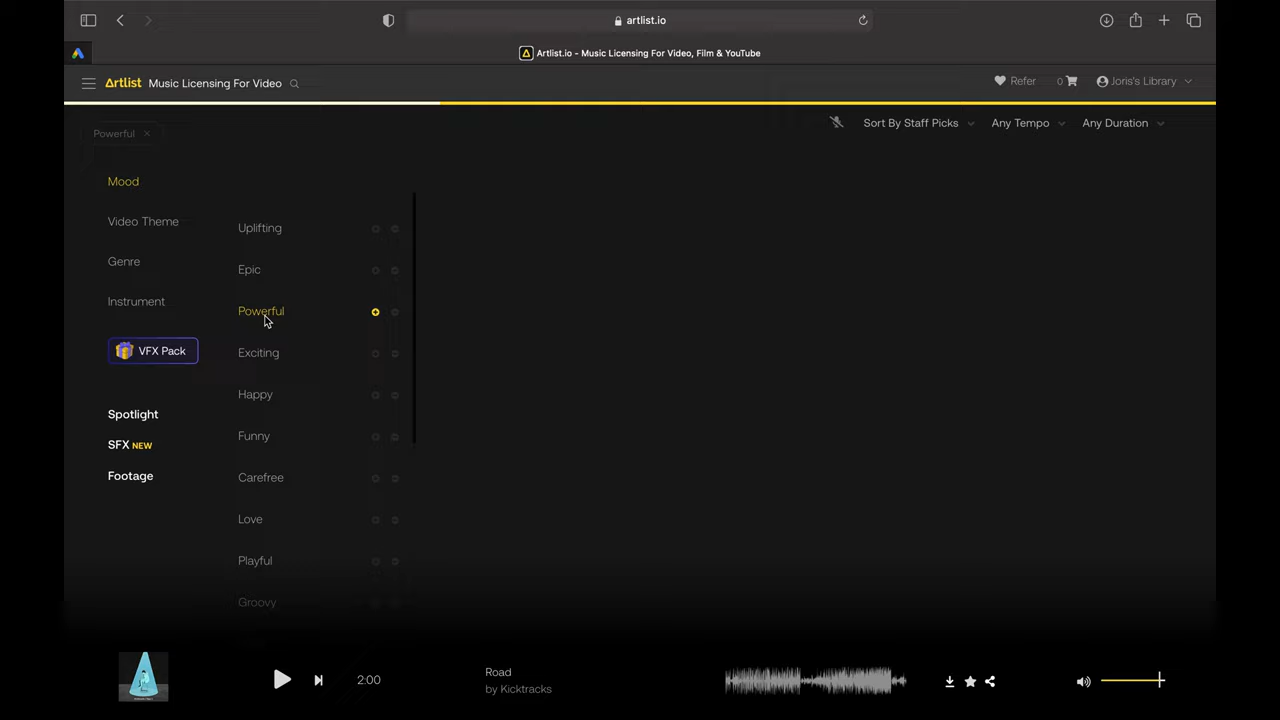 artlist.io
Artlist.io - Music Licensing For Video, Film & YouTube
Artlist Music Licensing For Video
Refer 0 Joris's Library
Powerful
Sort By Staff Picks Any Tempo Any Duration
Mood
Video Theme
Genre
Instrument
VFX Pack
Spotlight
SFX NEW
Footage
Uplifting
Epic
Powerful
Exciting
Happy
Funny
Carefree
Love
Playful
Groovy
2:00
Road
by Kicktracks